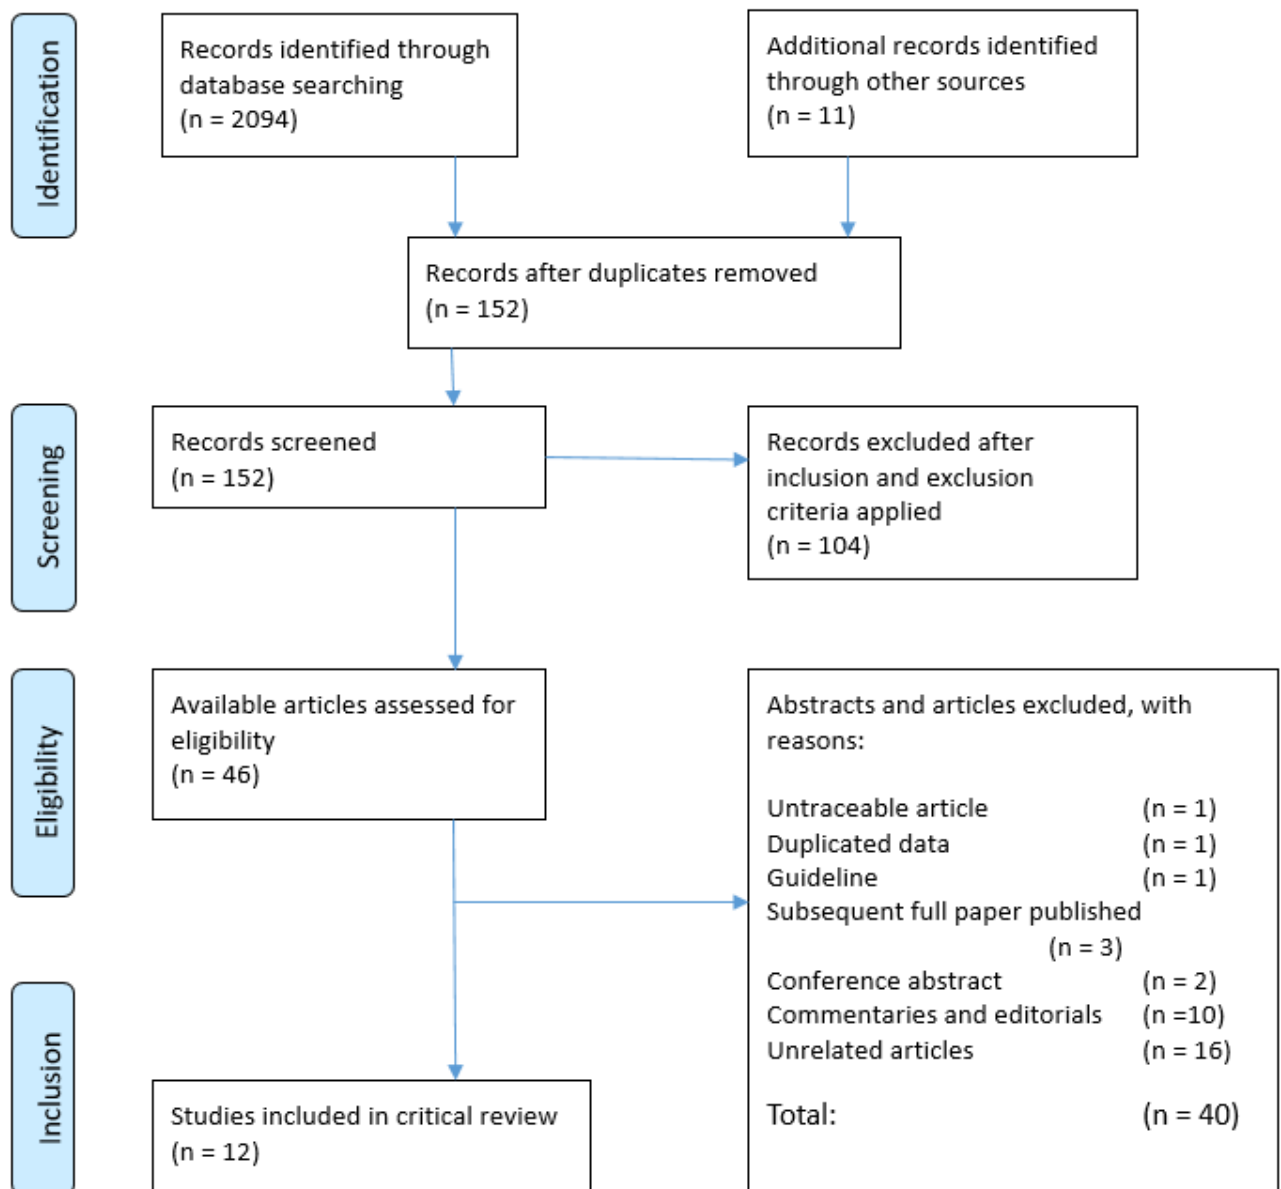 Identification
Records identified through
database searching
(n = 2094)
Additional records identified
through other sources
(n = 11)
Records after duplicates removed
(n = 152)
Screening
Records screened
(n = 152)
Records excluded after
inclusion and exclusion
criteria applied
(n = 104)
Eligibility
Available articles assessed for
eligibility
(n = 46)
Abstracts and articles excluded, with
reasons:
Untraceable article (n = 1)
Duplicated data (n = 1)
Guideline (n = 1)
Subsequent full paper published
(n = 3)
Conference abstract (n = 2)
Commentaries and editorials (n =10)
Unrelated articles (n = 16)
Total: (n = 40)
Inclusion
Studies included in critical review
(n = 12)